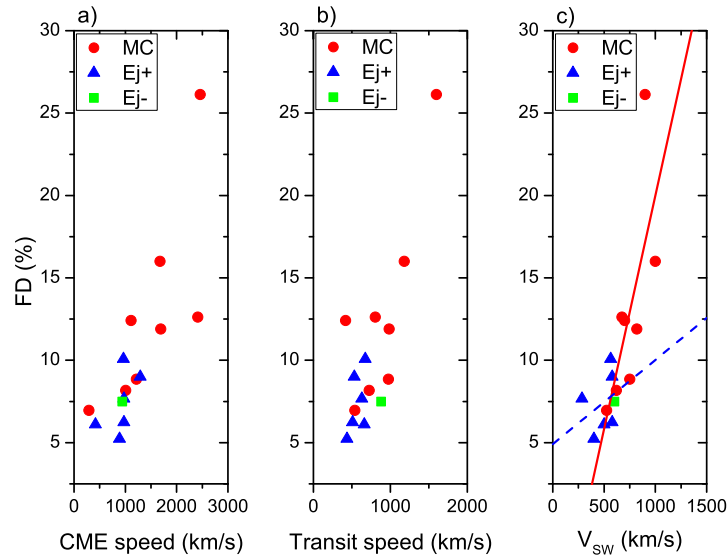 a)
b)
c)
MC
Ej+
Ej-
MC
Ej+
Ej-
MC
Ej+
Ej-
FD (%)
30
25
20
15
10
5
0 1000 2000 3000
0 1000 2000
0 500 1000 1500
CME speed (km/s)
Transit speed (km/s)
V_SW (km/s)